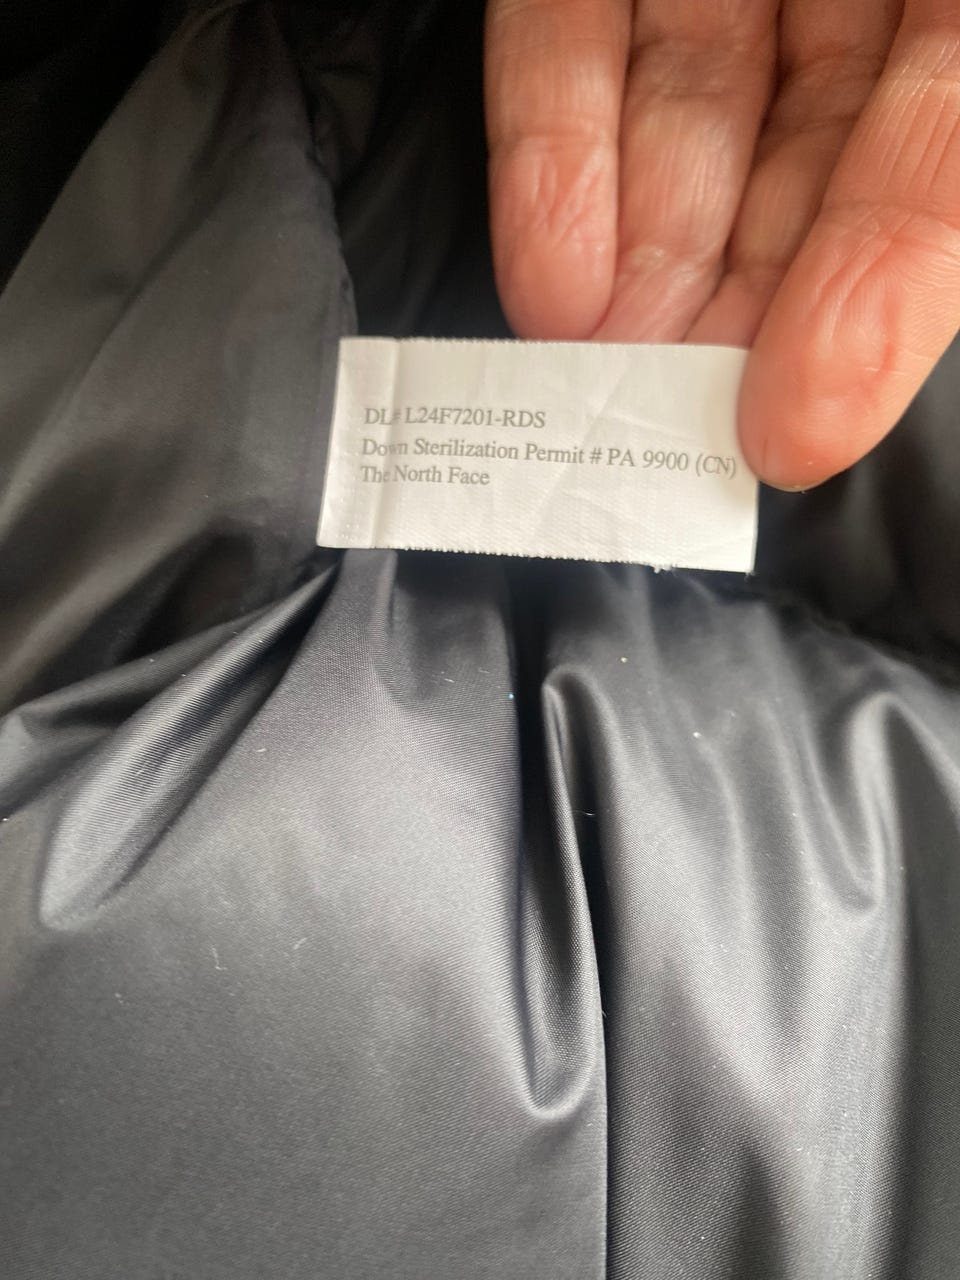 DL# L24F7201-RDS
Down Sterilization Permit # PA 9900 (CN)
The North Face